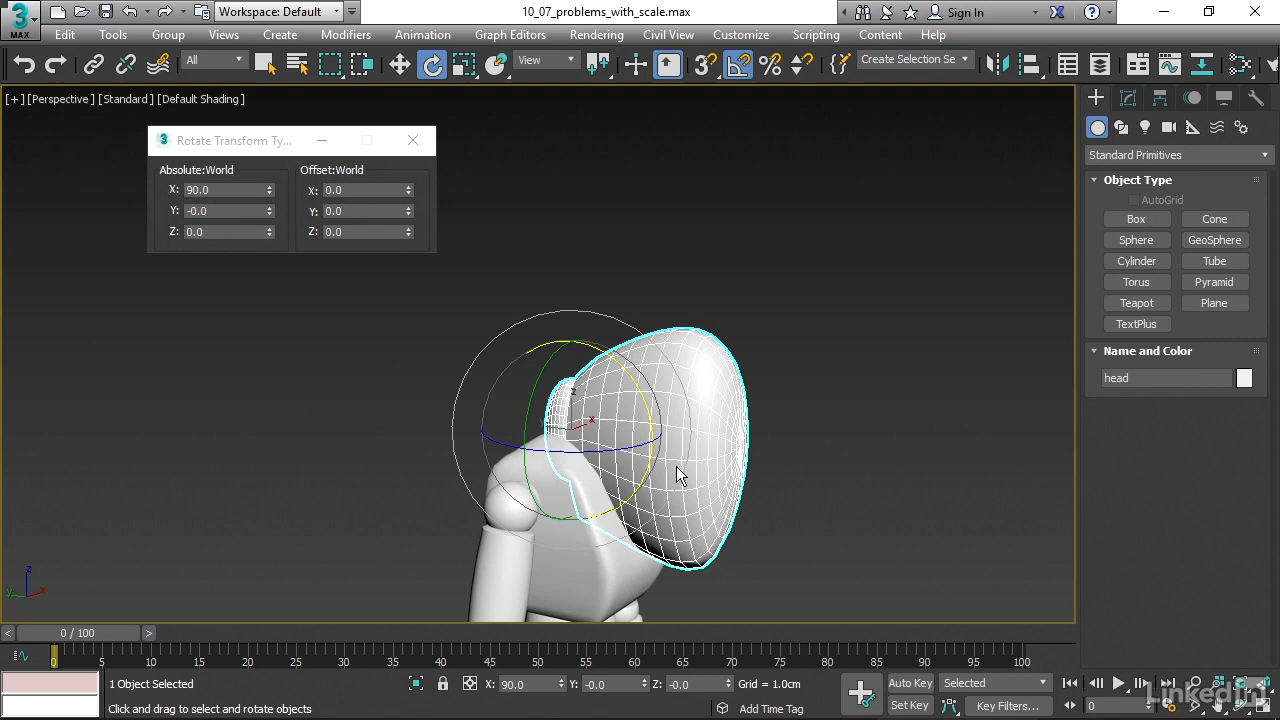 3 MAX
Workspace: Default
10_07_problems_with_scale.max
Sign In
Edit Tools Group Views Create Modifiers Animation Graph Editors Rendering Civil View Customize Scripting Content Help
All
View
3
Create Selection Se
[+] [Perspective] [Standard] [Default Shading]
3 Rotate Transform Ty...
Absolute:World Offset:World
X: 90.0 X: 0.0
Y: -0.0 Y: 0.0
Z: 0.0 Z: 0.0
Standard Primitives
Object Type
AutoGrid
Box Cone
Sphere GeoSphere
Cylinder Tube
Torus Pyramid
Teapot Plane
TextPlus
Name and Color
head
z
x
z
y x
< 0 / 100 >
0 5 10 15 20 25 30 35 40 45 50 55 60 65 70 75 80 85 90 95 100
1 Object Selected
X: 90.0 Y: -0.0 Z: -0.0 Grid = 1.0cm
Auto Key Selected
Click and drag to select and rotate objects
Add Time Tag
Set Key Key Filters... 0
LinkedIn